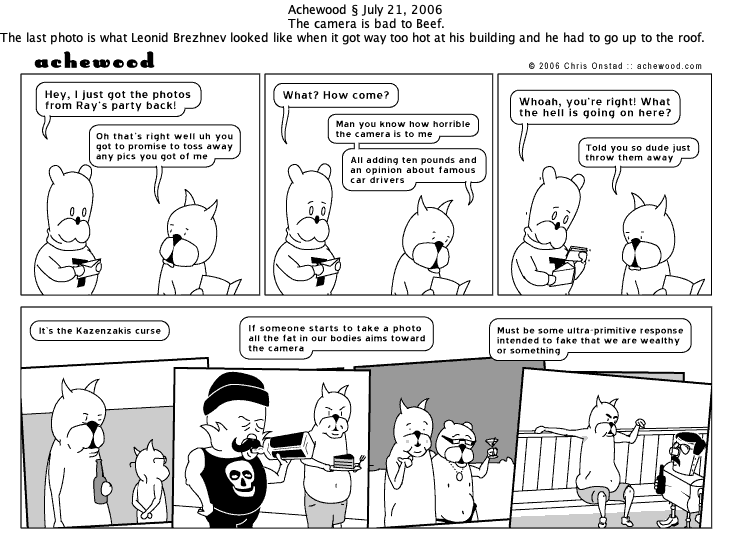 Achewood § July 21, 2006
The camera is bad to Beef.
The last photo is what Leonid Brezhnev looked like when it got way too hot at his building and he had to go up to the roof.
achewood
© 2006 Chris Onstad :: achewood.com
Hey, I just got the photos
from Ray's party back!
Oh that's right well uh you
got to promise to toss away
any pics you got of me
What? How come?
Man you know how horrible
the camera is to me
All adding ten pounds and
an opinion about famous
car drivers
Whoah, you're right! What
the hell is going on here?
Told you so dude just
throw them away
It's the Kazenzakis curse
If someone starts to take a photo
all the fat in our bodies aims toward
the camera
Must be some ultra-primitive response
intended to fake that we are wealthy
or something